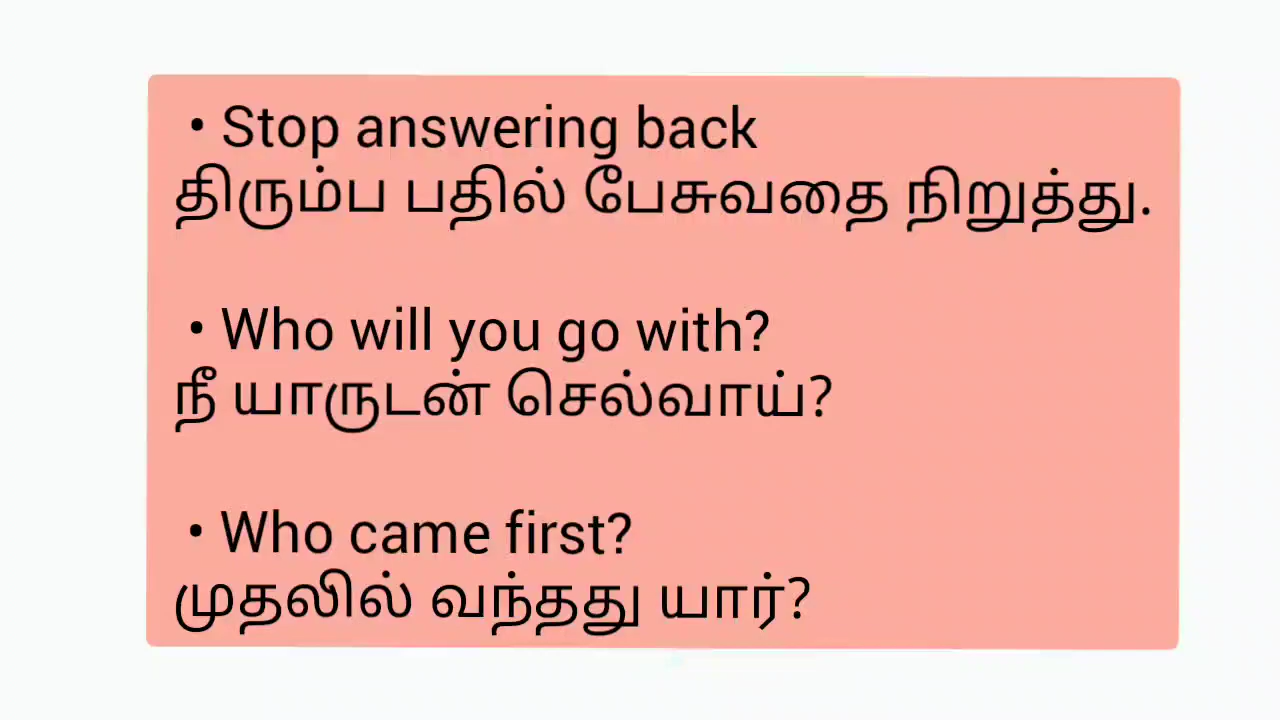 • Stop answering back
திரும்ப பதில் பேசுவதை நிறுத்து.
• Who will you go with?
நீ யாருடன் செல்வாய்?
• Who came first?
முதலில் வந்தது யார்?